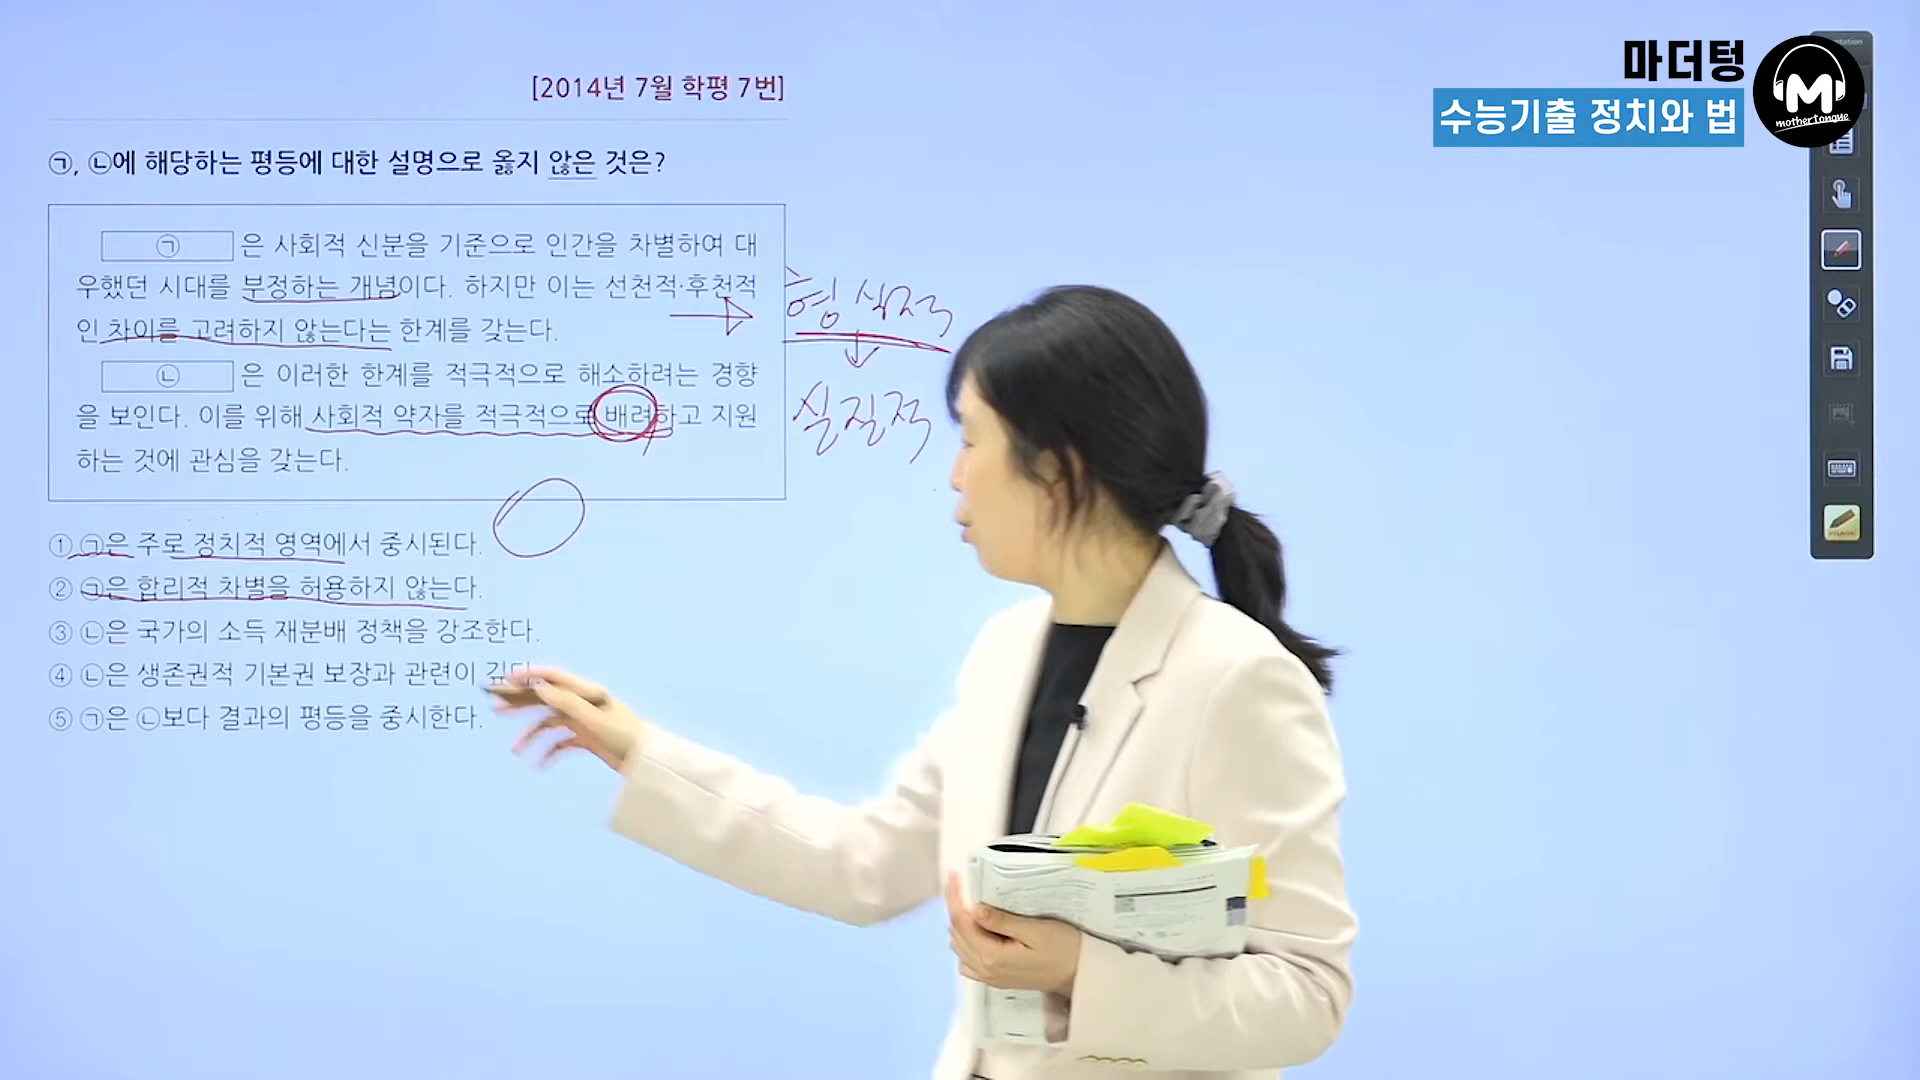 마더텅
수능기출 정치와 법
mothertongue
[2014년 7월 학평 7번]
㉠, ㉡에 해당하는 평등에 대한 설명으로 옳지 않은 것은?
㉠ 은 사회적 신분을 기준으로 인간을 차별하여 대
우했던 시대를 부정하는 개념이다. 하지만 이는 선천적·후천적
인 차이를 고려하지 않는다는 한계를 갖는다.
㉡ 은 이러한 한계를 적극적으로 해소하려는 경향
을 보인다. 이를 위해 사회적 약자를 적극적으로 배려하고 지원
하는 것에 관심을 갖는다.
형식적
실질적
① ㉠은 주로 정치적 영역에서 중시된다.
② ㉠은 합리적 차별을 허용하지 않는다.
③ ㉡은 국가의 소득 재분배 정책을 강조한다.
④ ㉡은 생존권적 기본권 보장과 관련이 깊다.
⑤ ㉠은 ㉡보다 결과의 평등을 중시한다.